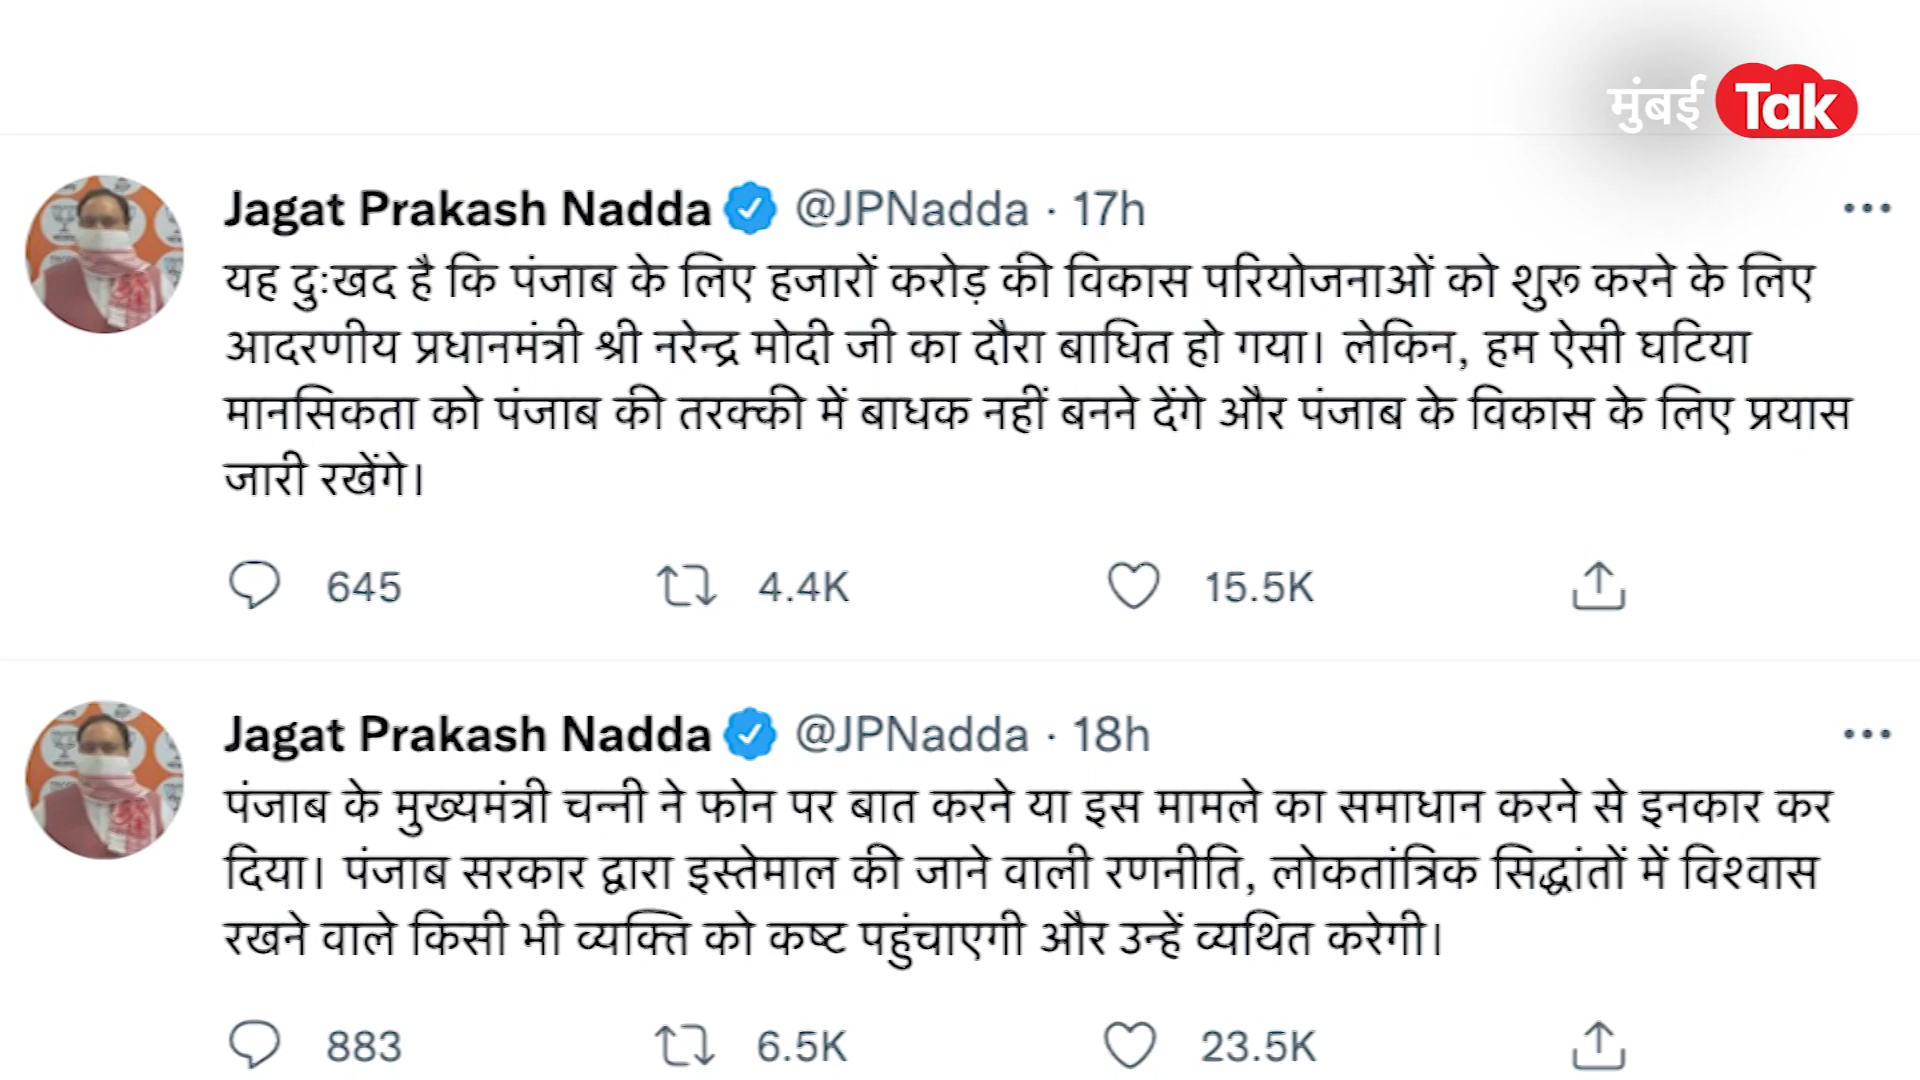 मुंबई Tak
Jagat Prakash Nadda @JPNadda · 17h
यह दुःखद है कि पंजाब के लिए हजारों करोड़ की विकास परियोजनाओं को शुरू करने के लिए
आदरणीय प्रधानमंत्री श्री नरेन्द्र मोदी जी का दौरा बाधित हो गया। लेकिन, हम ऐसी घटिया
मानसिकता को पंजाब की तरक्की में बाधक नहीं बनने देंगे और पंजाब के विकास के लिए प्रयास
जारी रखेंगे।
645 4.4K 15.5K
Jagat Prakash Nadda @JPNadda · 18h
पंजाब के मुख्यमंत्री चन्नी ने फोन पर बात करने या इस मामले का समाधान करने से इनकार कर
दिया। पंजाब सरकार द्वारा इस्तेमाल की जाने वाली रणनीति, लोकतांत्रिक सिद्धांतों में विश्वास
रखने वाले किसी भी व्यक्ति को कष्ट पहुंचाएगी और उन्हें व्यथित करेगी।
883 6.5K 23.5K